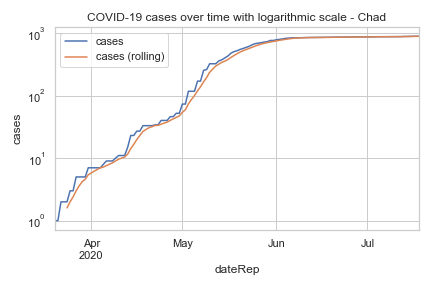 COVID-19 cases over time with logarithmic scale - Chad
cases
cases (rolling)
10³
10²
10¹
10⁰
cases
Apr
2020
May
Jun
Jul
dateRep